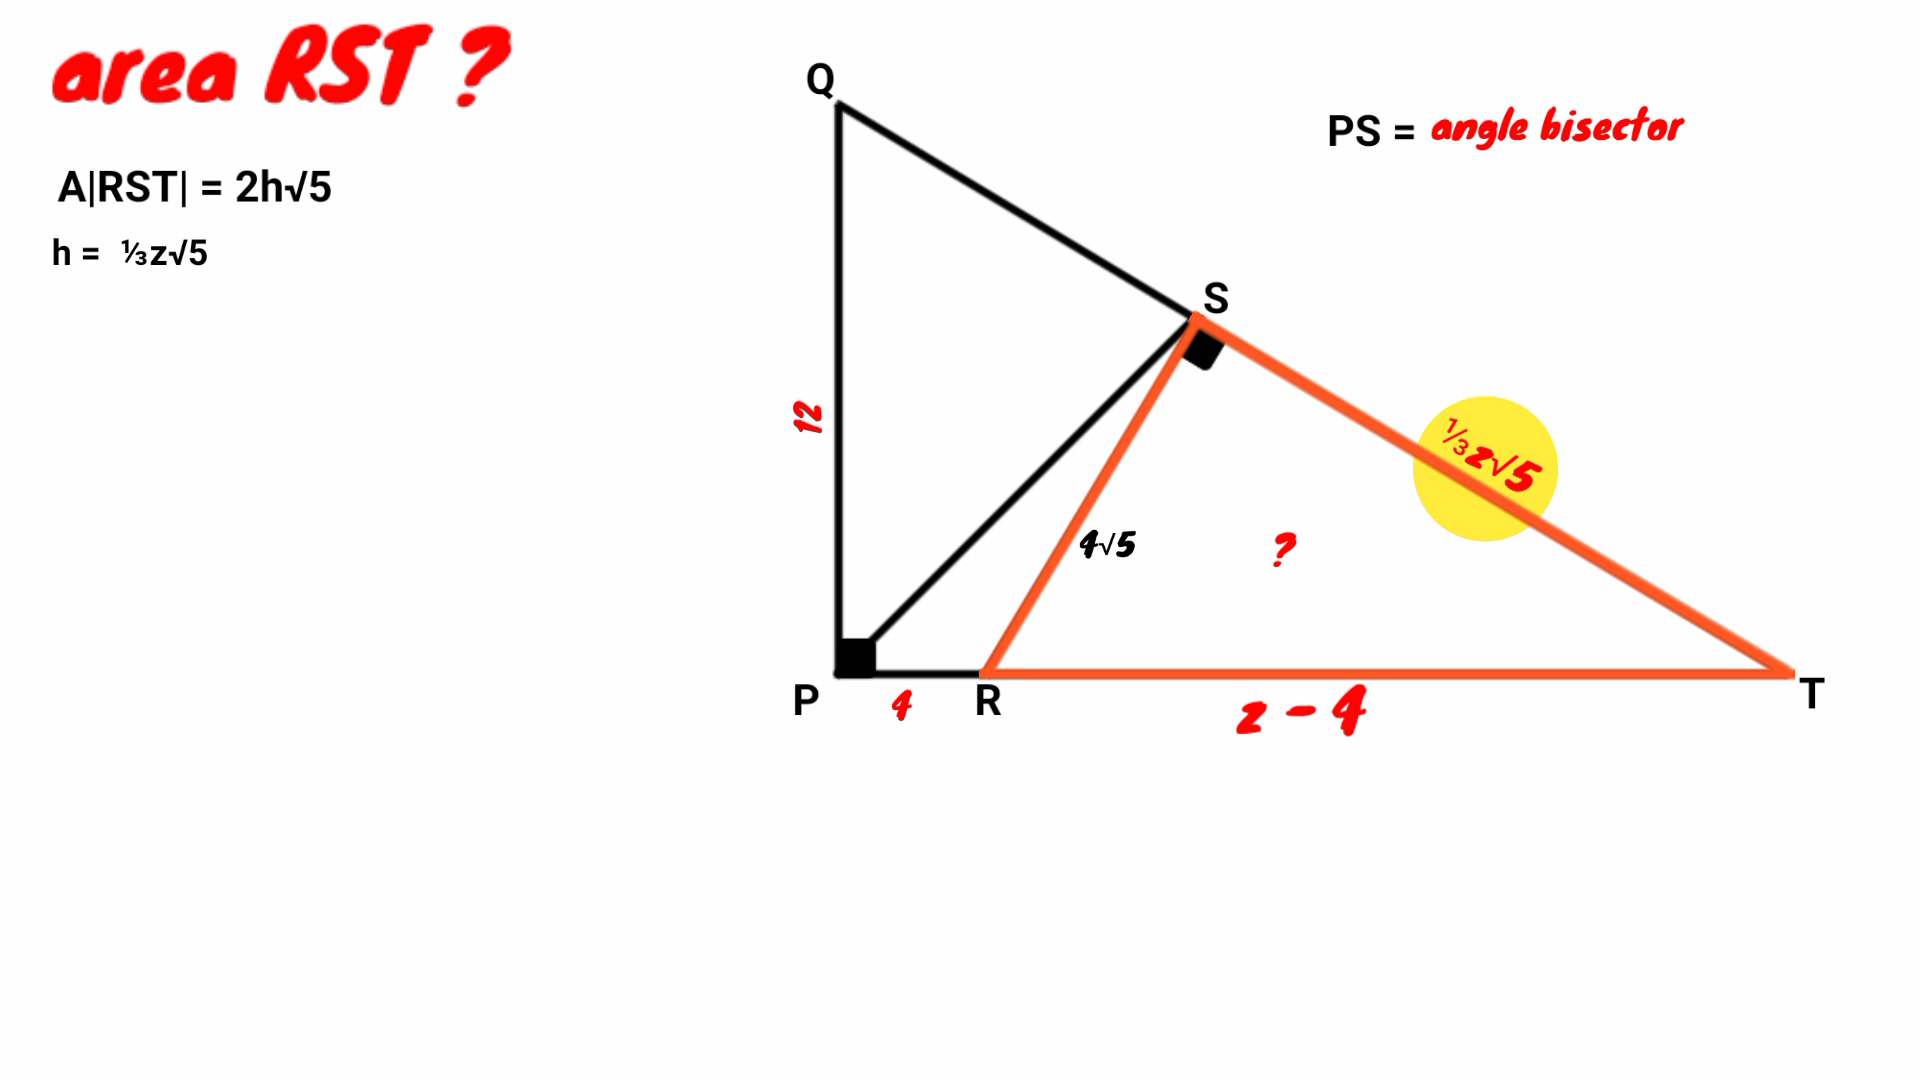 area RST ?
A|RST| = 2h√5
h = ⅓z√5
PS = angle bisector
Q
S
12
⅓z√5
4√5
?
P
4
R
z - 4
T